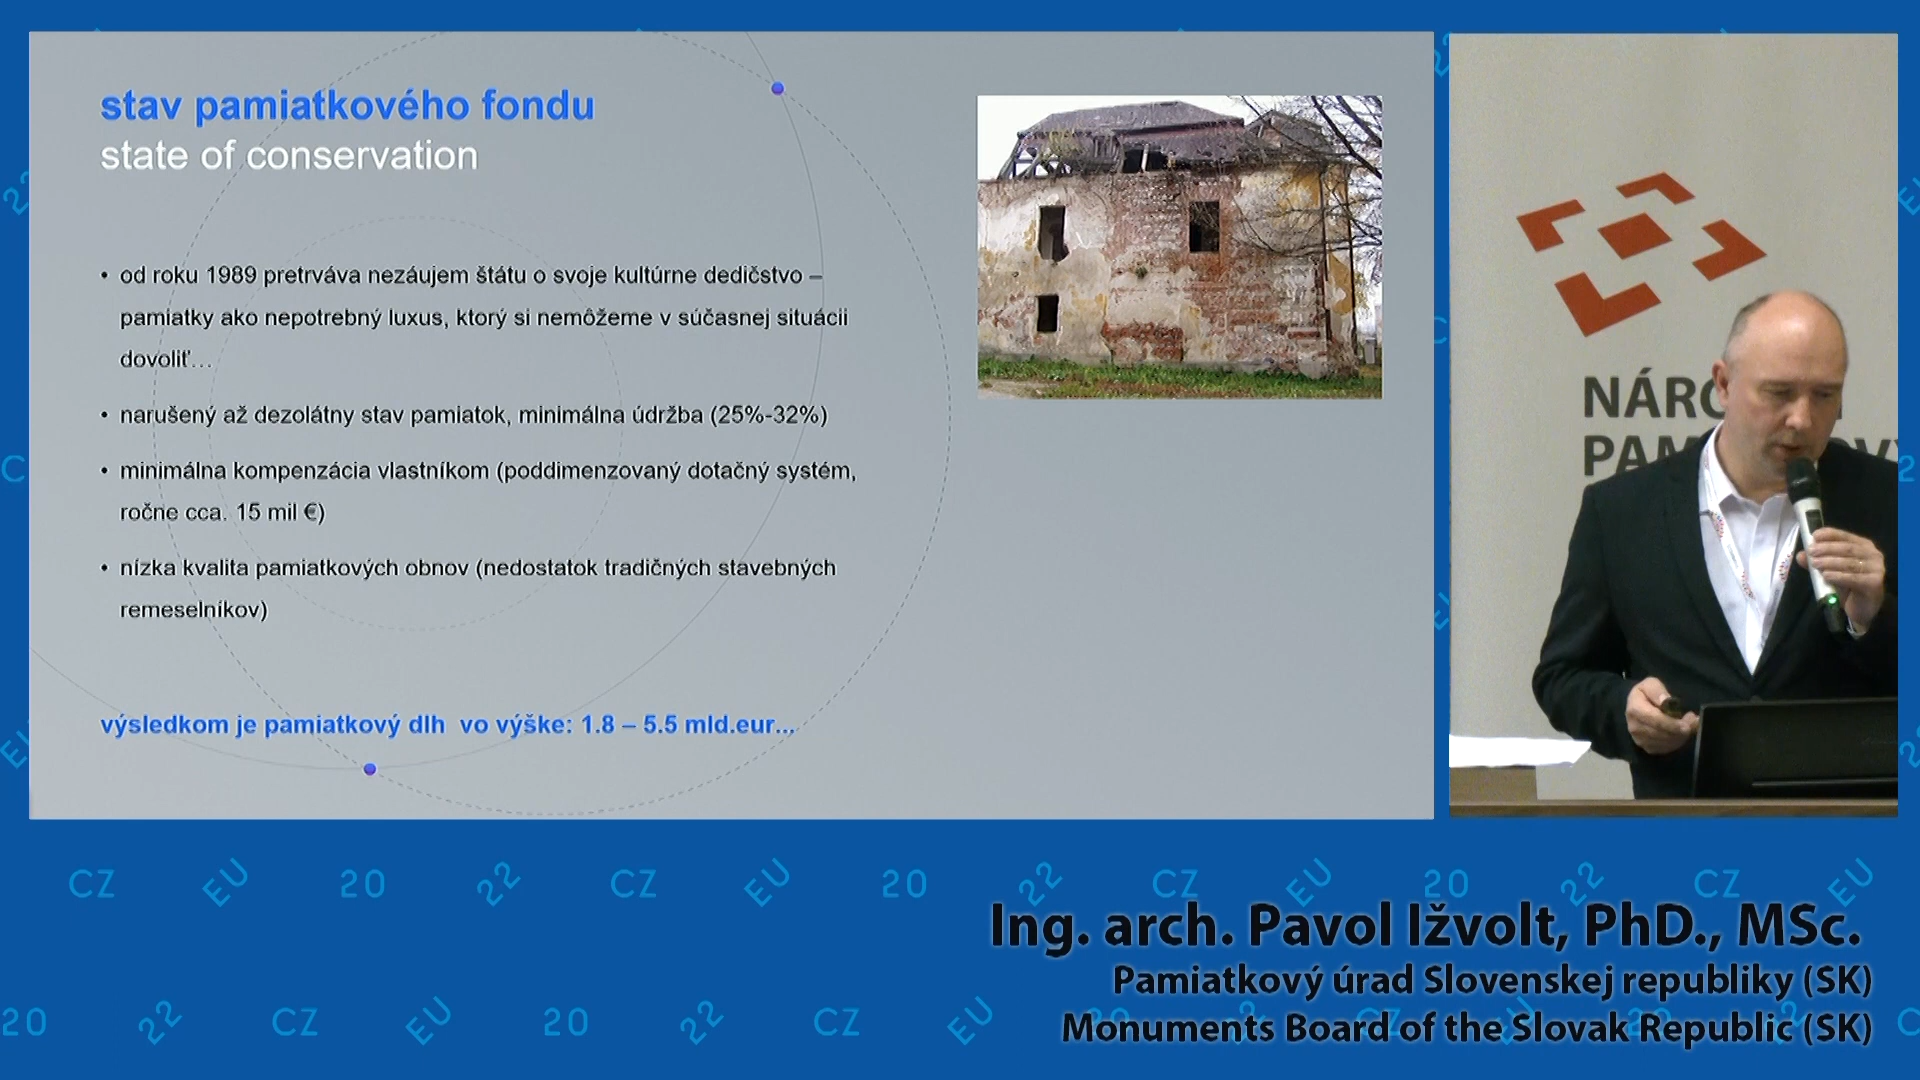 stav pamiatkového fondu
state of conservation
• od roku 1989 pretrváva nezáujem štátu o svoje kultúrne dedičstvo –
pamiatky ako nepotrebný luxus, ktorý si nemôžeme v súčasnej situácii
dovoliť…
• narušený až dezolátny stav pamiatok, minimálna údržba (25%-32%)
• minimálna kompenzácia vlastníkom (poddimenzovaný dotačný systém,
ročne cca. 15 mil €)
• nízka kvalita pamiatkových obnov (nedostatok tradičných stavebných
remeselníkov)
výsledkom je pamiatkový dlh vo výške: 1.8 – 5.5 mld.eur...
CZ EU 20 22 CZ EU 20 22 CZ EU 20 22 CZ EU
Ing. arch. Pavol Ižvolt, PhD., MSc.
Pamiatkový úrad Slovenskej republiky (SK)
20 22 CZ EU 20 22 CZ EU
Monuments Board of the Slovak Republic (SK)